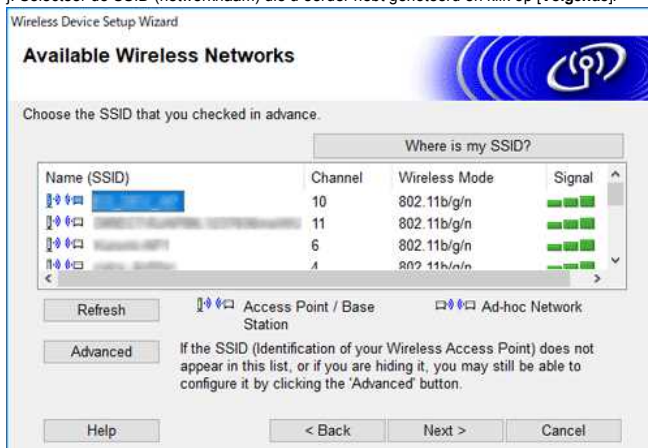 Wireless Device Setup Wizard
Available Wireless Networks
Choose the SSID that you checked in advance.
Where is my SSID?
Name (SSID) Channel Wireless Mode Signal
10 802.11b/g/n
11 802.11b/g/n
6 802.11b/g/n
4 802.11b/g/n
Refresh
Access Point / Base
Station
Ad-hoc Network
Advanced
If the SSID (Identification of your Wireless Access Point) does not
appear in this list, or if you are hiding it, you may still be able to
configure it by clicking the 'Advanced' button.
Help < Back Next > Cancel